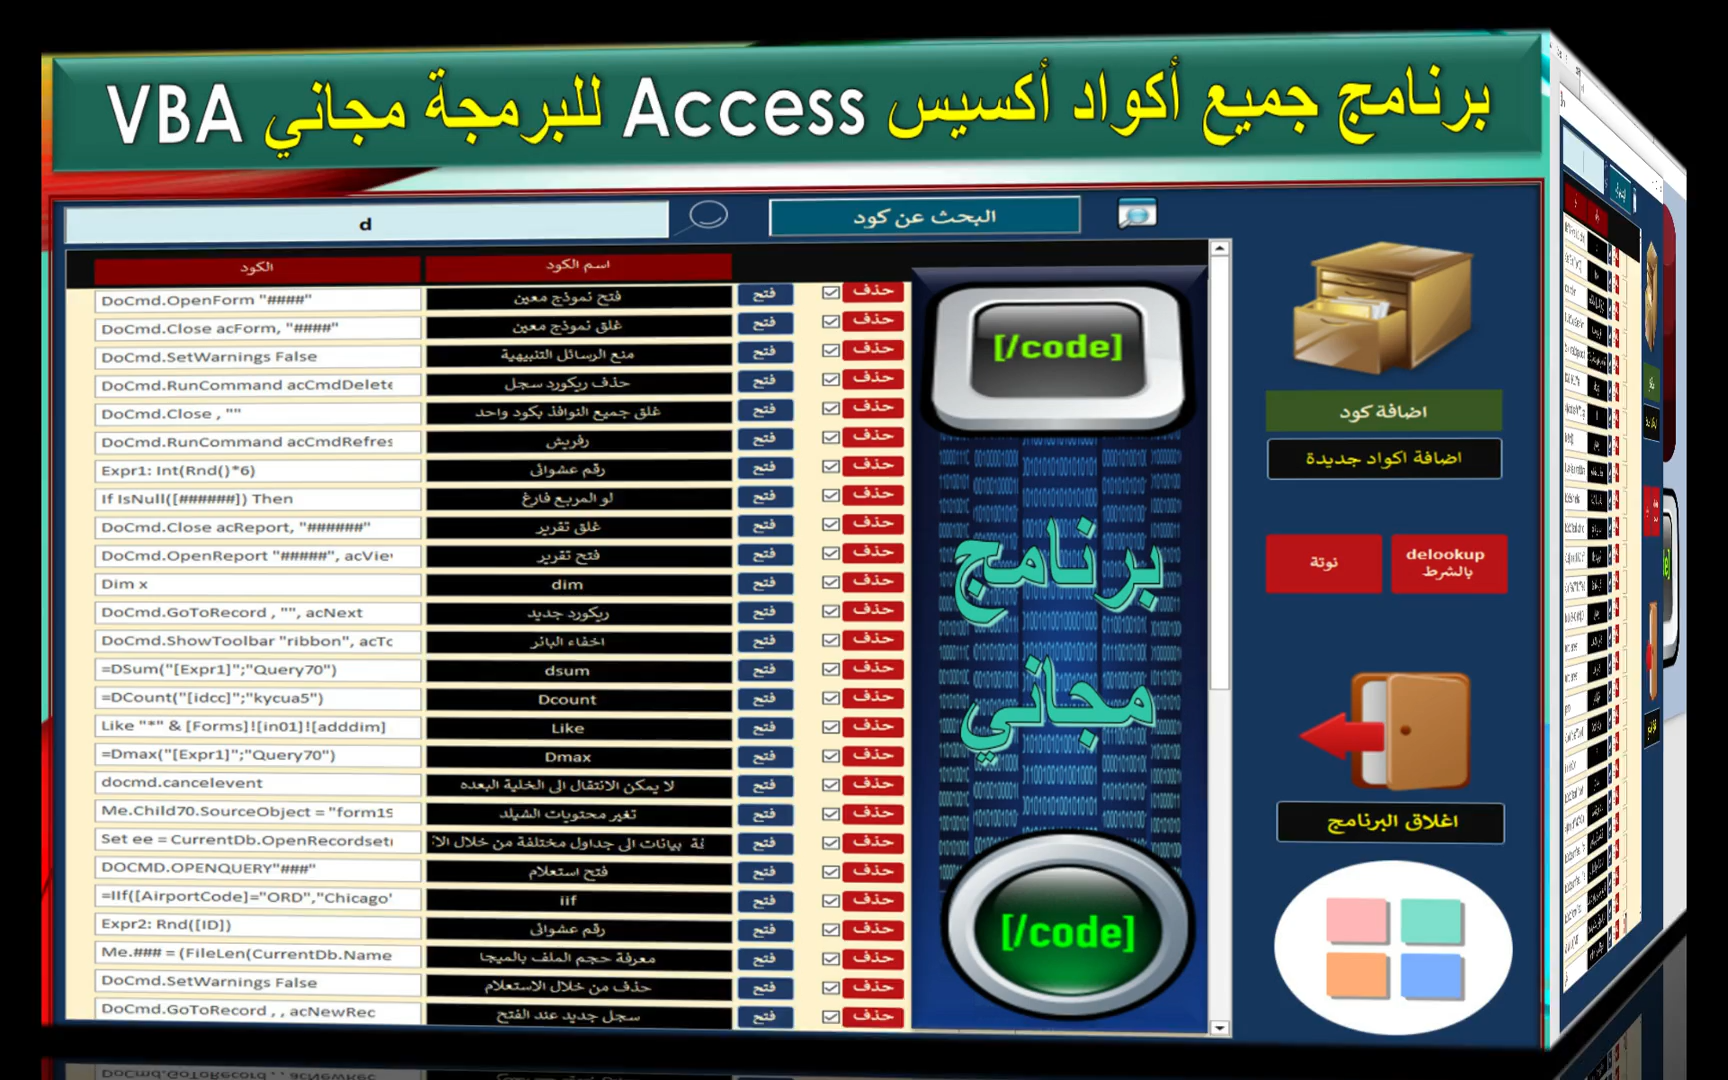 برنامج جميع أكواد أكسيس Access للبرمجة مجاني VBA
البحث عن كود
d
اسم الكود
الكود
حذف فتح فتح نموذج معين DoCmd.OpenForm "####"
حذف فتح غلق نموذج معين DoCmd.Close acForm, "####"
حذف فتح منع الرسائل التنبيهية DoCmd.SetWarnings False
حذف فتح حذف ريكورد سجل DoCmd.RunCommand acCmdDelete
حذف فتح غلق جميع النوافذ بكود واحد DoCmd.Close , ""
حذف فتح رفريش DoCmd.RunCommand acCmdRefres
حذف فتح رقم عشوائى Expr1: Int(Rnd()*6)
حذف فتح لو المربع فارغ If IsNull([######]) Then
حذف فتح غلق تقرير DoCmd.Close acReport, "######"
حذف فتح فتح تقرير DoCmd.OpenReport "#####", acVie
حذف فتح dim Dim x
حذف فتح ريكورد جديد DoCmd.GoToRecord , "", acNext
حذف فتح اخفاء البانر DoCmd.ShowToolbar "ribbon", acTo
حذف فتح dsum =DSum("[Expr1]";"Query70")
حذف فتح Dcount =DCount("[idcc]";"kycua5")
حذف فتح Like Like "*" & [Forms]![in01]![adddim]
حذف فتح Dmax =Dmax("[Expr1]";"Query70")
حذف فتح لا يمكن الانتقال الى الخلية البعده docmd.cancelevent
حذف فتح تغير محتويات الشيلد Me.Child70.SourceObject = "form19
حذف فتح بيانات الى جداول مختلفة من خلال Set ee = CurrentDb.OpenRecordset
حذف فتح فتح استعلام DOCMD.OPENQUERY"###"
حذف فتح iif =IIf([AirportCode]="ORD","Chicago"
حذف فتح رقم عشوائى Expr2: Rnd([ID])
حذف فتح معرفة حجم الملف بالميجا Me.### = (FileLen(CurrentDb.Name
حذف فتح حذف من خلال الاستعلام DoCmd.SetWarnings False
حذف فتح سجل جديد عند الفتح DoCmd.GoToRecord , , acNewRec
[/code]
برنامج
مجاني
[/code]
اضافة كود
اضافة اكواد جديدة
delookup
بالشرط
نوتة
اغلاق البرنامج